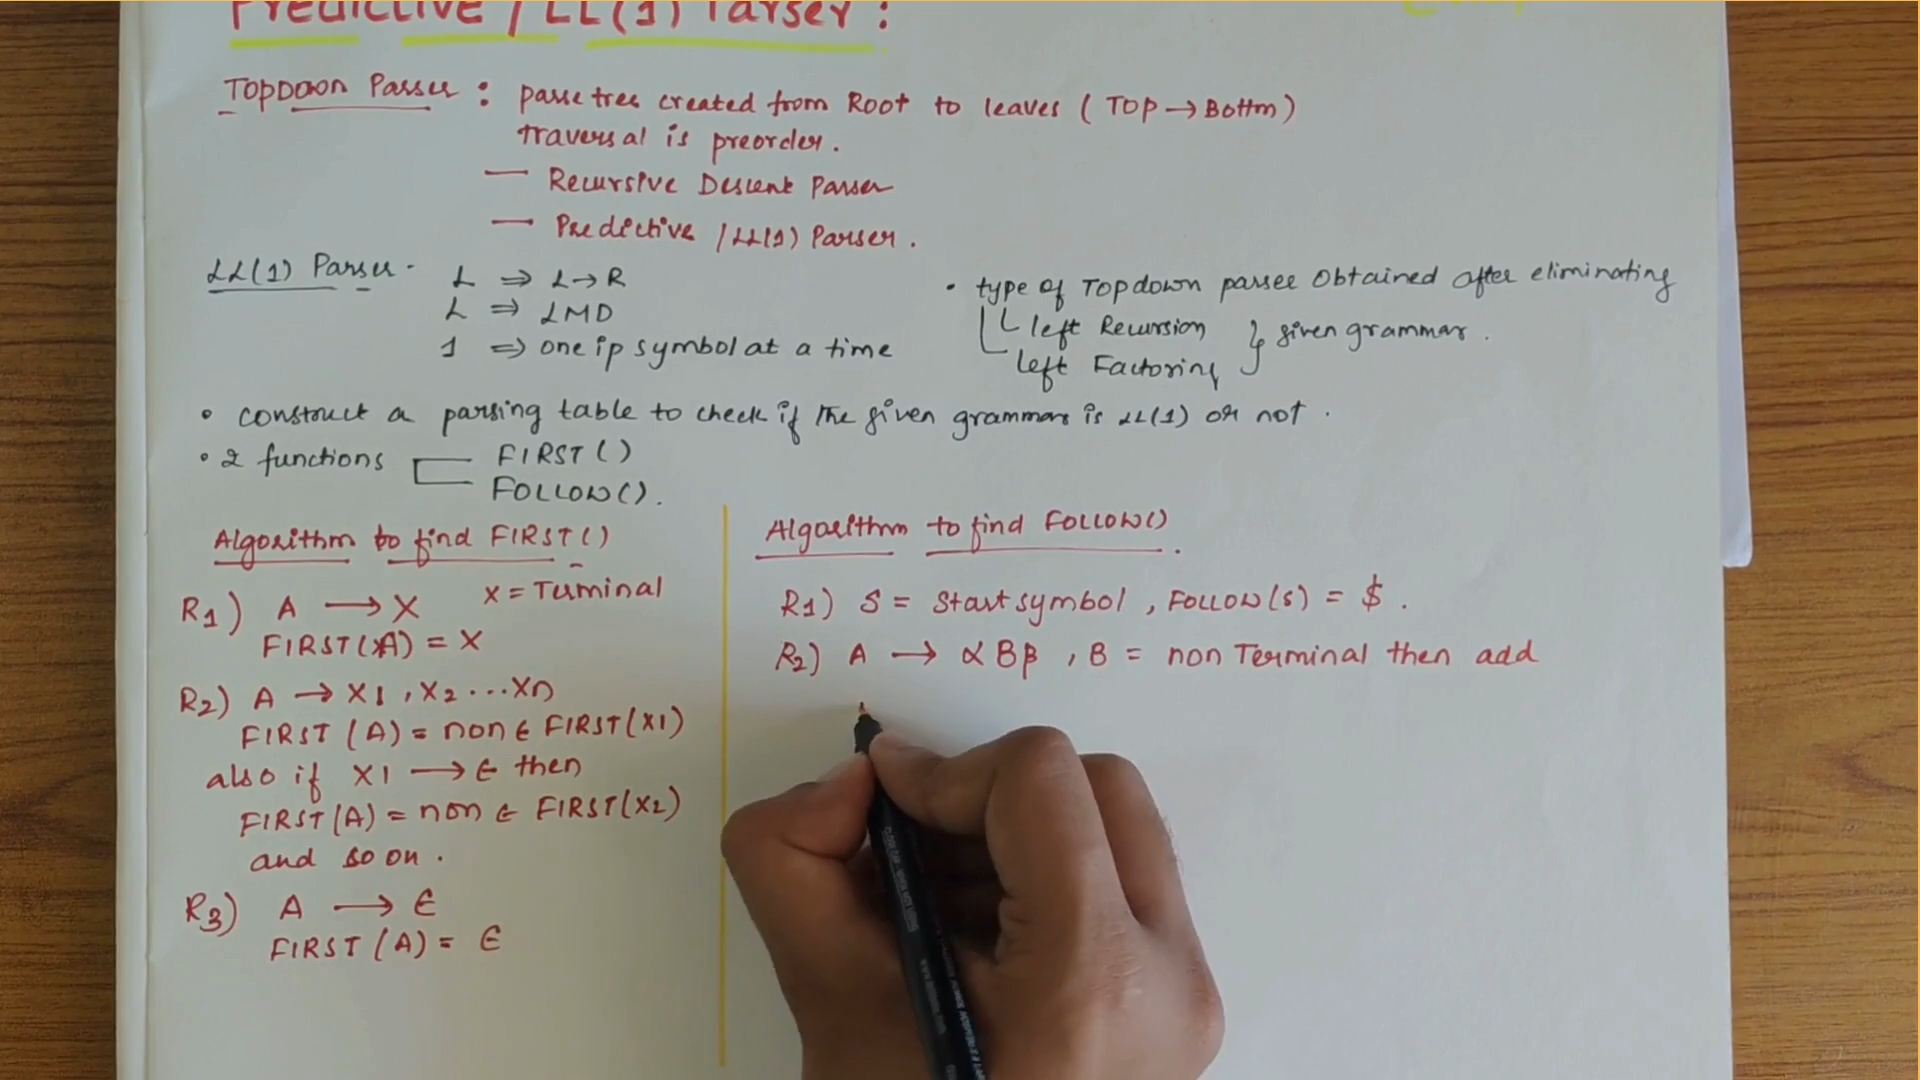 Predictive / LL(1) Parser :
TopDown Parser : parse tree created from Root to leaves ( TOP → Bottm )
traversal is preorder .
— Recursive Descent Parser
— Predictive / LL(1) Parser .
LL(1) Parser -
L ⇒ L → R
L ⇒ LMD
1 ⇒ one ip symbol at a time
• type of Topdown parser Obtained after eliminating
left Recursion
left Factoring } given grammar .
• construct a parsing table to check if the given grammar is LL(1) or not .
• 2 functions
FIRST ( )
FOLLOW ( ) .
Algorithm to find FIRST ( )
R1 ) A → X   x = Terminal
FIRST (A) = X
R2) A → X1 , X2 ... Xn
FIRST (A) = non ϵ FIRST (X1)
also if X1 → ϵ then
FIRST (A) = non ϵ FIRST (X2)
and so on .
R3) A → ϵ
FIRST (A) = ϵ
Algorithm to find FOLLOW ( ) .
R1) S = Start symbol , FOLLOW (S) = $ .
R2) A → α B β , B = non Terminal then add